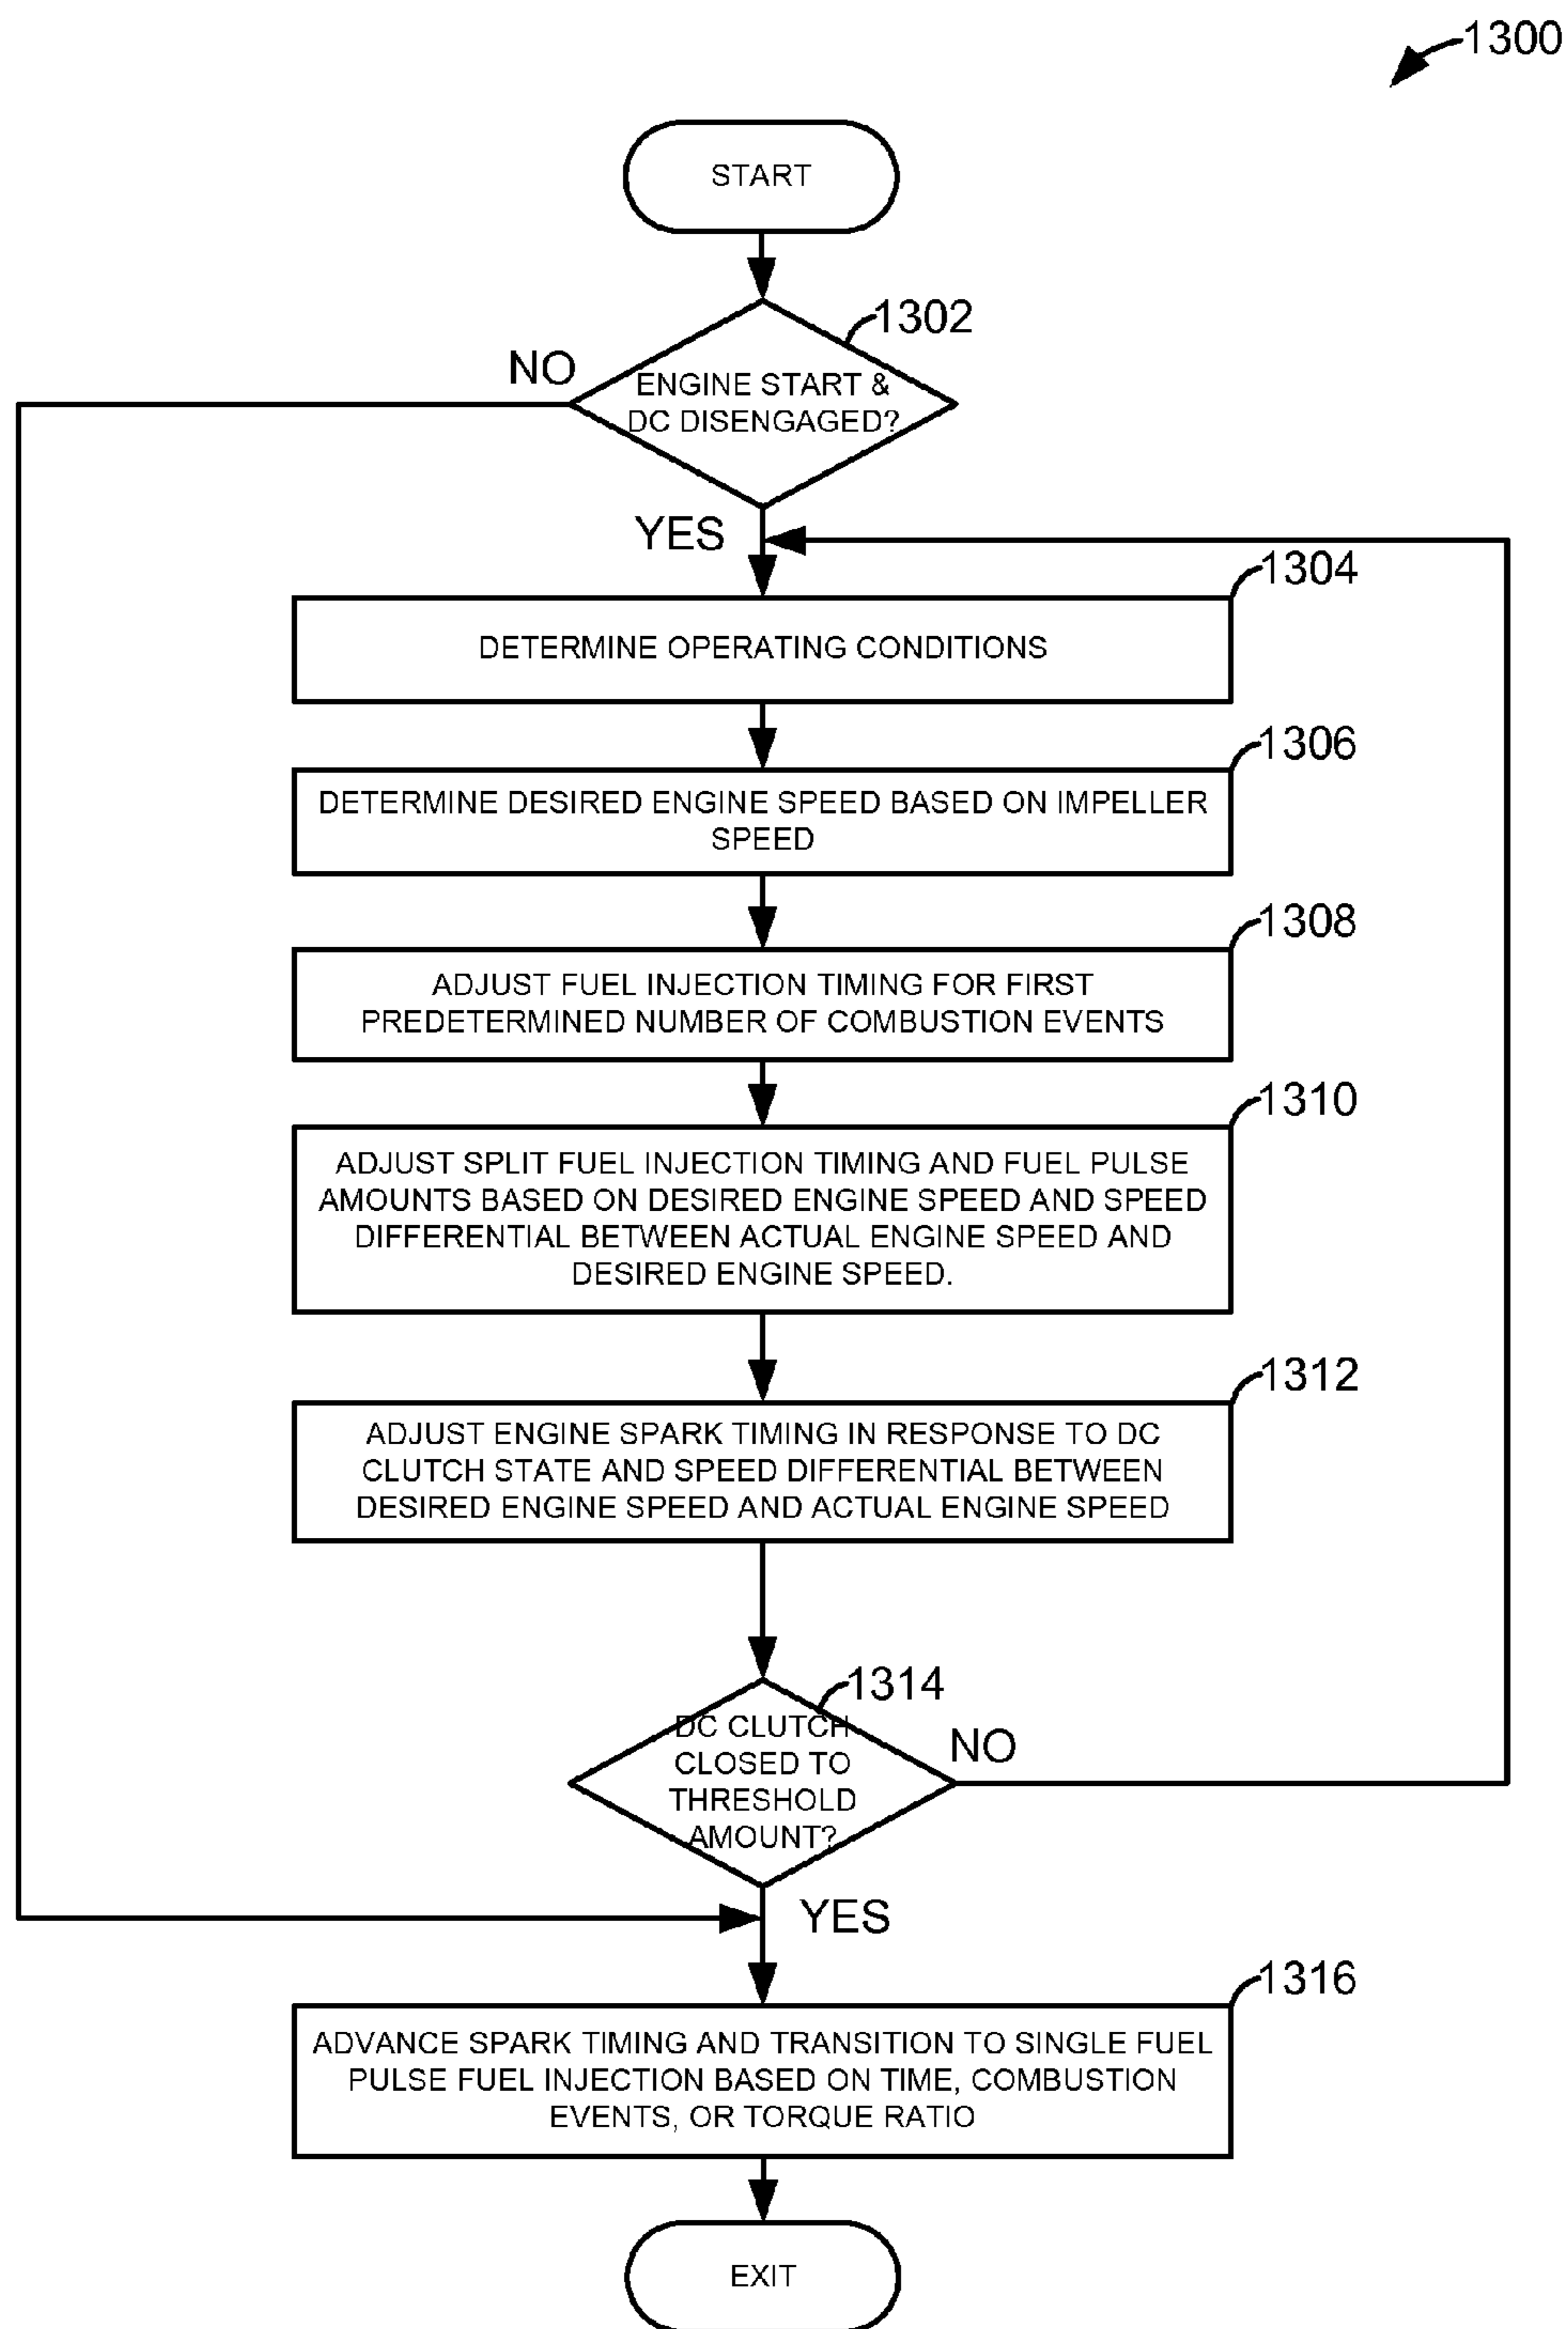 1300
START
1302
NO
ENGINE START &
DC DISENGAGED?
YES
1304
DETERMINE OPERATING CONDITIONS
1306
DETERMINE DESIRED ENGINE SPEED BASED ON IMPELLER
SPEED
1308
ADJUST FUEL INJECTION TIMING FOR FIRST
PREDETERMINED NUMBER OF COMBUSTION EVENTS
1310
ADJUST SPLIT FUEL INJECTION TIMING AND FUEL PULSE
AMOUNTS BASED ON DESIRED ENGINE SPEED AND SPEED
DIFFERENTIAL BETWEEN ACTUAL ENGINE SPEED AND
DESIRED ENGINE SPEED.
1312
ADJUST ENGINE SPARK TIMING IN RESPONSE TO DC
CLUTCH STATE AND SPEED DIFFERENTIAL BETWEEN
DESIRED ENGINE SPEED AND ACTUAL ENGINE SPEED
1314
DC CLUTCH
CLOSED TO
THRESHOLD
AMOUNT?
NO
YES
1316
ADVANCE SPARK TIMING AND TRANSITION TO SINGLE FUEL
PULSE FUEL INJECTION BASED ON TIME, COMBUSTION
EVENTS, OR TORQUE RATIO
EXIT